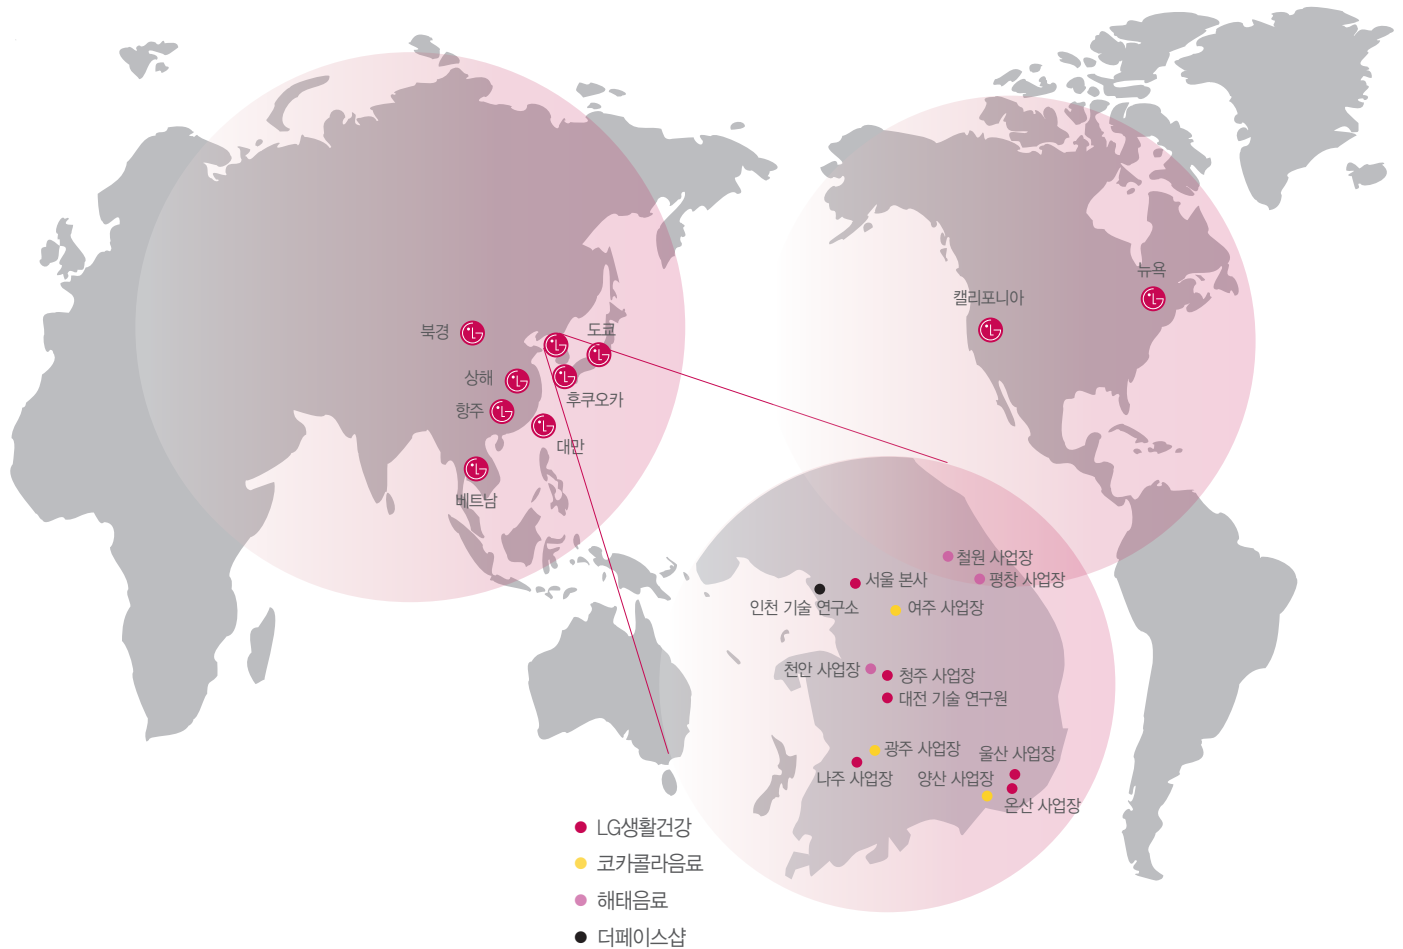 뉴욕
캘리포니아
북경
도쿄
상해
후쿠오카
항주
대만
베트남
철원 사업장
평창 사업장
서울 본사
인천 기술 연구소
여주 사업장
천안 사업장
청주 사업장
대전 기술 연구원
광주 사업장
울산 사업장
나주 사업장
양산 사업장
온산 사업장
LG생활건강
코카콜라음료
해태음료
더페이스샵